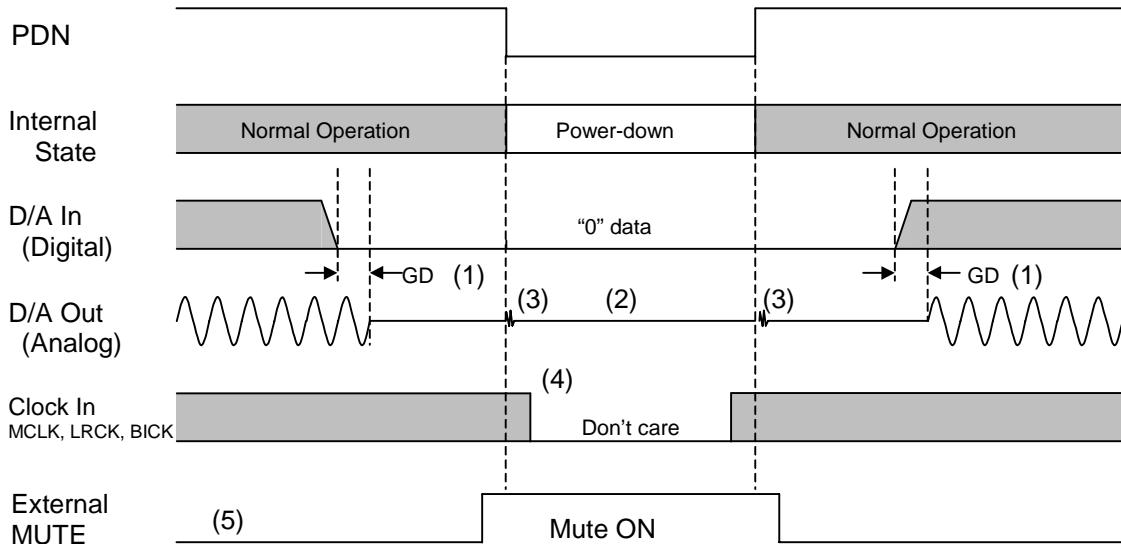 PDN
Internal
State
Normal Operation
Power-down
Normal Operation
D/A In
(Digital)
“0” data
GD (1)
GD (1)
D/A Out
(Analog)
(3)
(2)
(3)
(4)
Clock In
MCLK, LRCK, BICK
Don’t care
External
MUTE
(5)
Mute ON